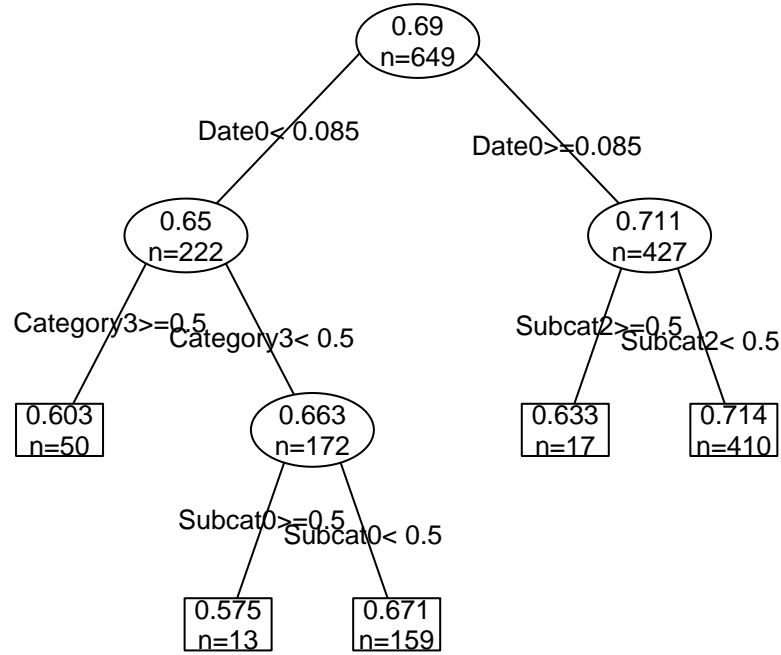 0.69
n=649
Date0< 0.085
Date0>=0.085
0.65
n=222
0.711
n=427
Category3>=0.5
Category3< 0.5
Subcat2>=0.5
Subcat2< 0.5
0.603
n=50
0.663
n=172
0.633
n=17
0.714
n=410
Subcat0>=0.5
Subcat0< 0.5
0.575
n=13
0.671
n=159